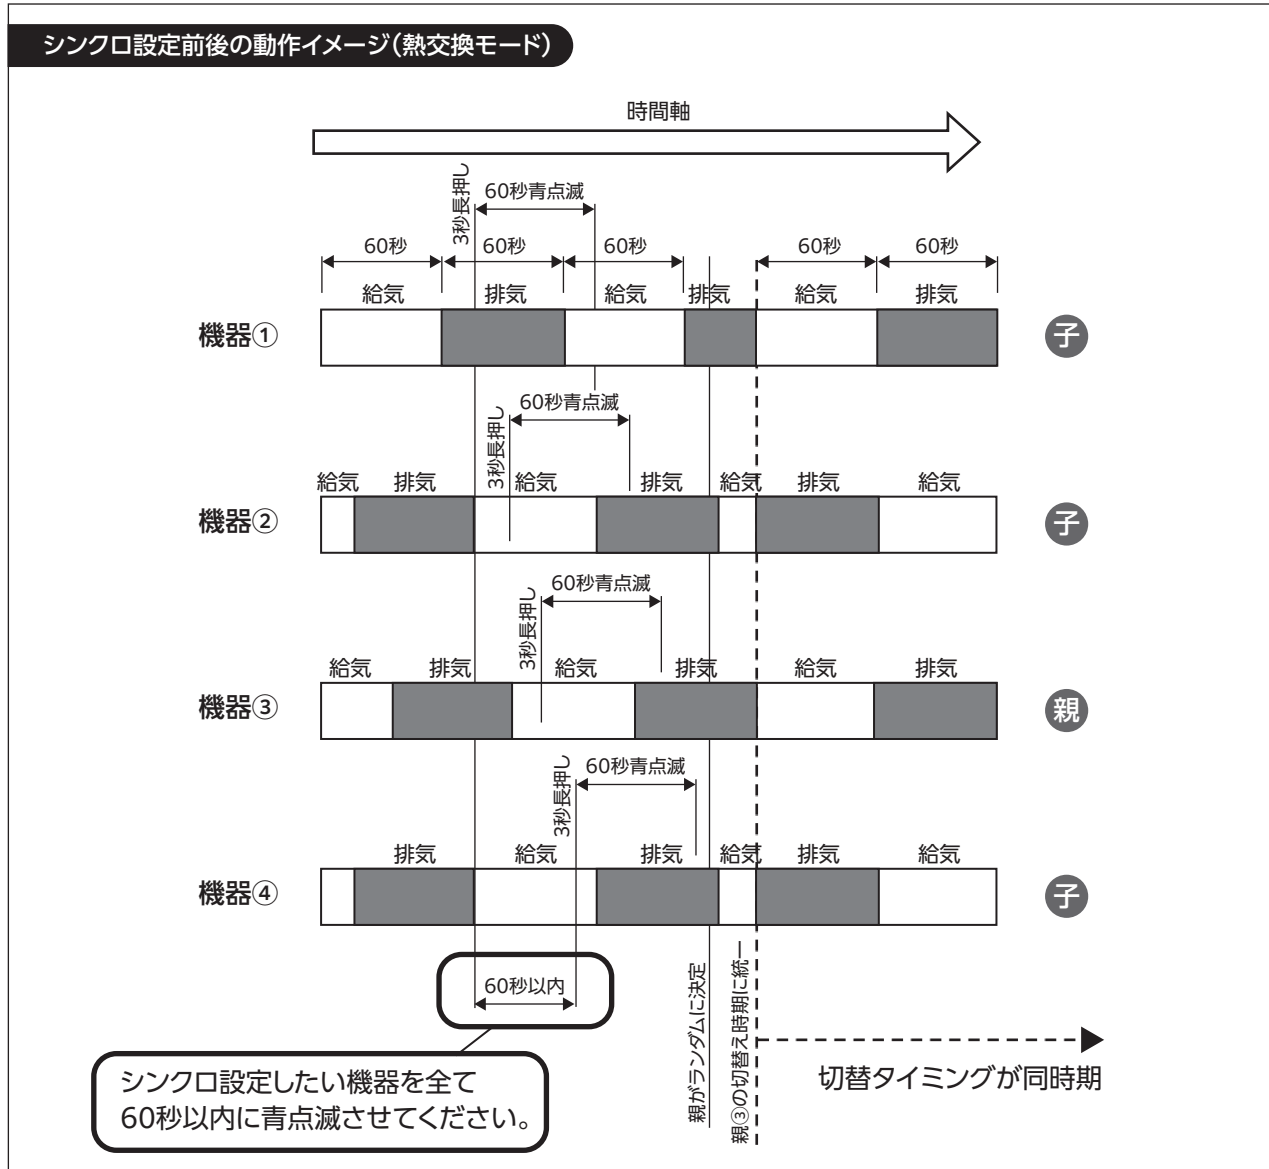 シンクロ設定前後の動作イメージ(熱交換モード)
時間軸
3秒長押し
60秒青点滅
60秒 60秒 60秒 60秒 60秒
給気 排気 給気 排気 給気 排気
機器① 子
3秒長押し
60秒青点滅
給気 排気 給気 排気 給気 排気 給気
機器② 子
3秒長押し
60秒青点滅
給気 排気 給気 排気 給気 排気
機器③ 親
3秒長押し
60秒青点滅
排気 給気 排気 給気 排気 給気
機器④ 子
60秒以内
親がランダムに決定
親③の切替え時期に統一
切替タイミングが同時期
シンクロ設定したい機器を全て
60秒以内に青点滅させてください。